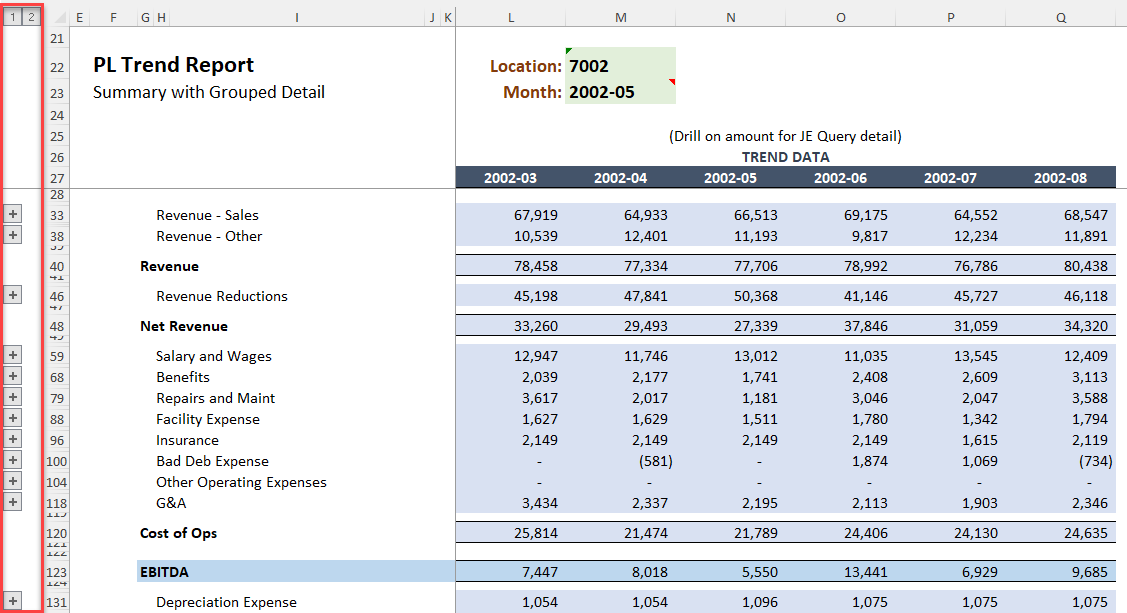 1 2 E F G H I J K L M N O P Q
21
22 PL Trend Report Location: 7002
23 Summary with Grouped Detail Month: 2002-05
24
25 (Drill on amount for JE Query detail)
26 TREND DATA
27 2002-03 2002-04 2002-05 2002-06 2002-07 2002-08
28
+ 33 Revenue - Sales 67,919 64,933 66,513 69,175 64,552 68,547
+ 38 Revenue - Other 10,539 12,401 11,193 9,817 12,234 11,891
39
40 Revenue 78,458 77,334 77,706 78,992 76,786 80,438
41
+ 46 Revenue Reductions 45,198 47,841 50,368 41,146 45,727 46,118
47
48 Net Revenue 33,260 29,493 27,339 37,846 31,059 34,320
49
+ 59 Salary and Wages 12,947 11,746 13,012 11,035 13,545 12,409
+ 68 Benefits 2,039 2,177 1,741 2,408 2,609 3,113
+ 79 Repairs and Maint 3,617 2,017 1,181 3,046 2,047 3,588
+ 88 Facility Expense 1,627 1,629 1,511 1,780 1,342 1,794
+ 96 Insurance 2,149 2,149 2,149 2,149 1,615 2,119
+ 100 Bad Deb Expense - (581) - 1,874 1,069 (734)
+ 104 Other Operating Expenses - - - - - -
+ 118 G&A 3,434 2,337 2,195 2,113 1,903 2,346
119
120 Cost of Ops 25,814 21,474 21,789 24,406 24,130 24,635
121
122
123 EBITDA 7,447 8,018 5,550 13,441 6,929 9,685
124
+ 131 Depreciation Expense 1,054 1,054 1,096 1,075 1,075 1,075